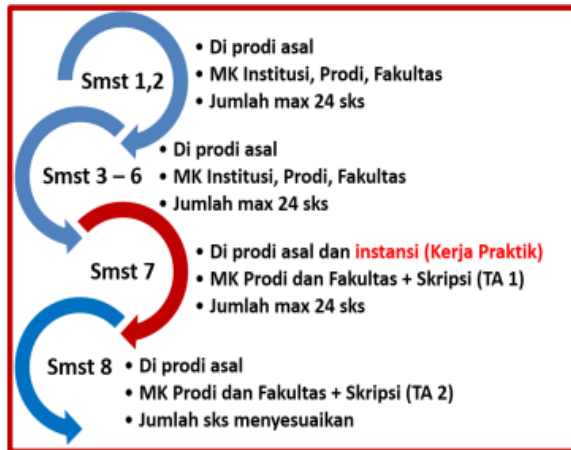 Smst 1,2
• Di prodi asal
• MK Institusi, Prodi, Fakultas
• Jumlah max 24 sks
Smst 3 – 6
• Di prodi asal
• MK Institusi, Prodi, Fakultas
• Jumlah max 24 sks
Smst 7
• Di prodi asal dan instansi (Kerja Praktik)
• MK Prodi dan Fakultas + Skripsi (TA 1)
• Jumlah max 24 sks
Smst 8
• Di prodi asal
• MK Prodi dan Fakultas + Skripsi (TA 2)
• Jumlah sks menyesuaikan